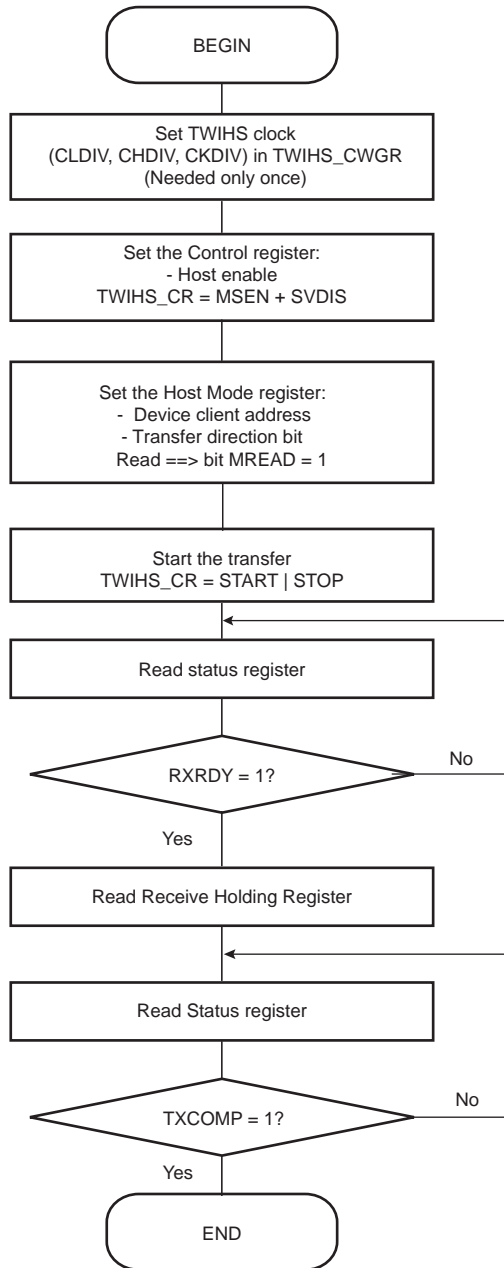 BEGIN
Set TWIHS clock
(CLDIV, CHDIV, CKDIV) in TWIHS_CWGR
(Needed only once)
Set the Control register:
- Host enable
TWIHS_CR = MSEN + SVDIS
Set the Host Mode register:
- Device client address
- Transfer direction bit
Read ==> bit MREAD = 1
Start the transfer
TWIHS_CR = START | STOP
Read status register
RXRDY = 1?
No
Yes
Read Receive Holding Register
Read Status register
TXCOMP = 1?
No
Yes
END